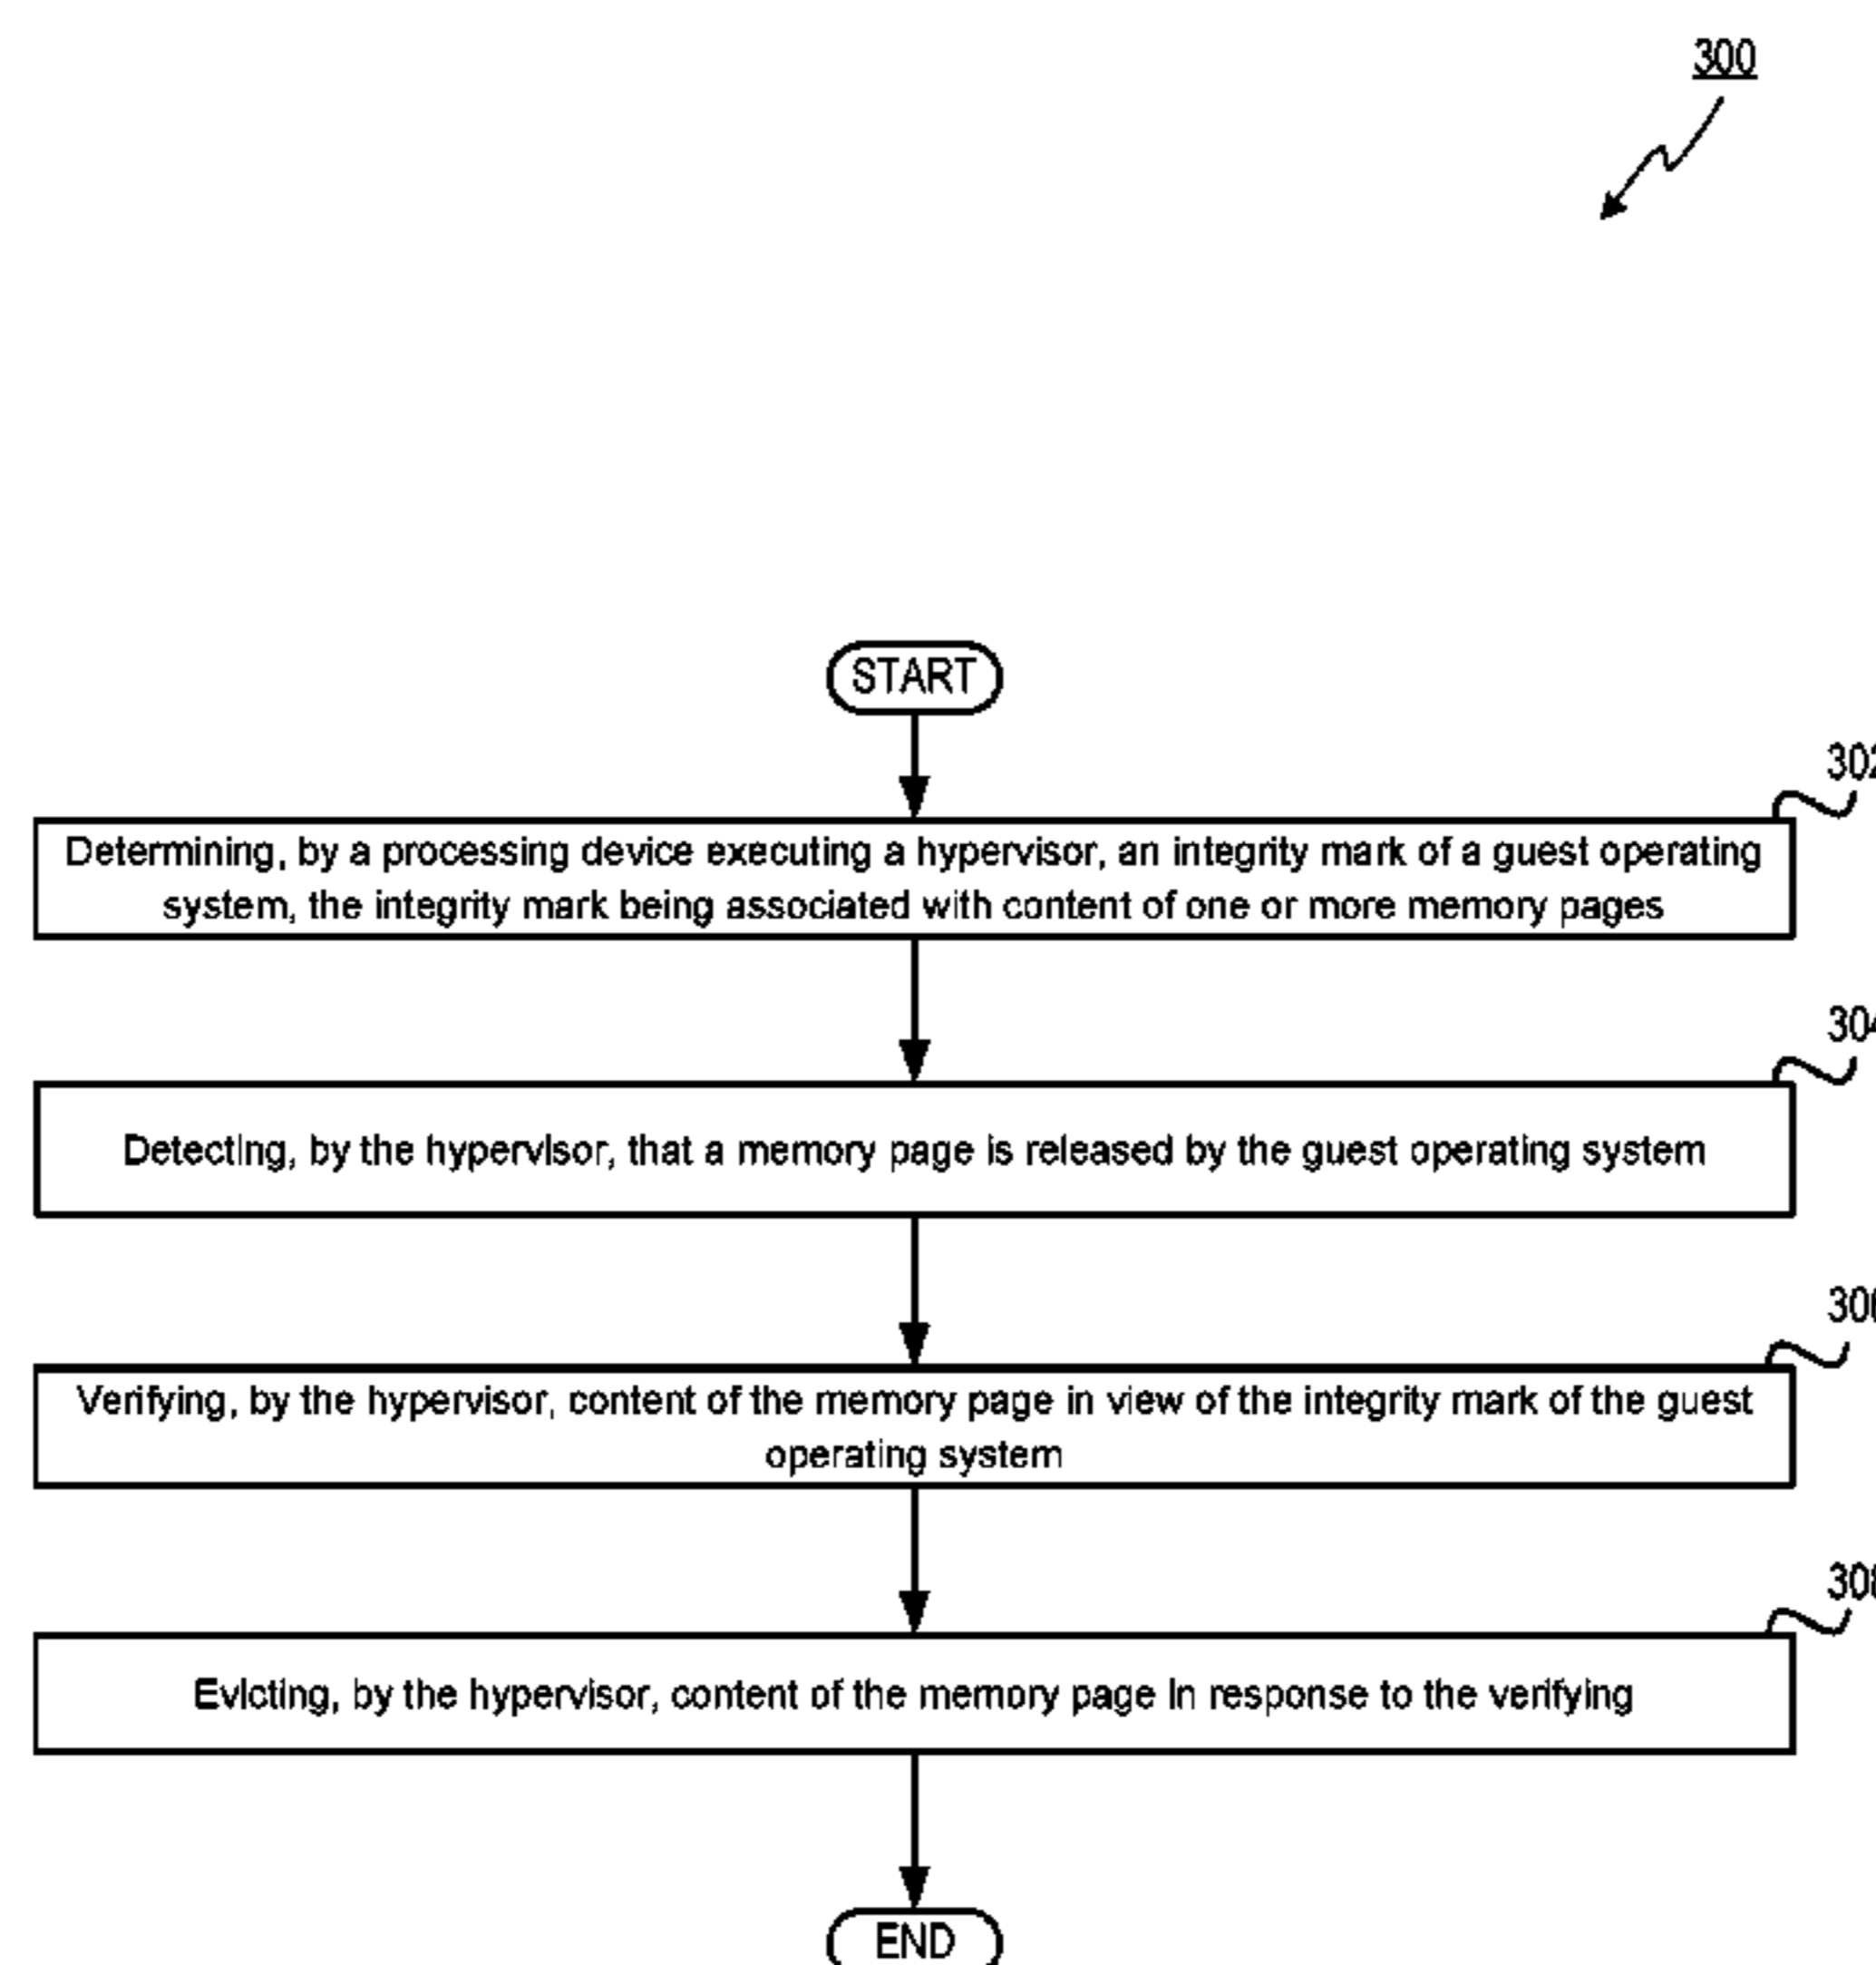 300
START
302
Determining, by a processing device executing a hypervisor, an integrity mark of a guest operating
system, the integrity mark being associated with content of one or more memory pages
304
Detecting, by the hypervisor, that a memory page is released by the guest operating system
306
Verifying, by the hypervisor, content of the memory page in view of the integrity mark of the guest
operating system
308
Evicting, by the hypervisor, content of the memory page in response to the verifying
END